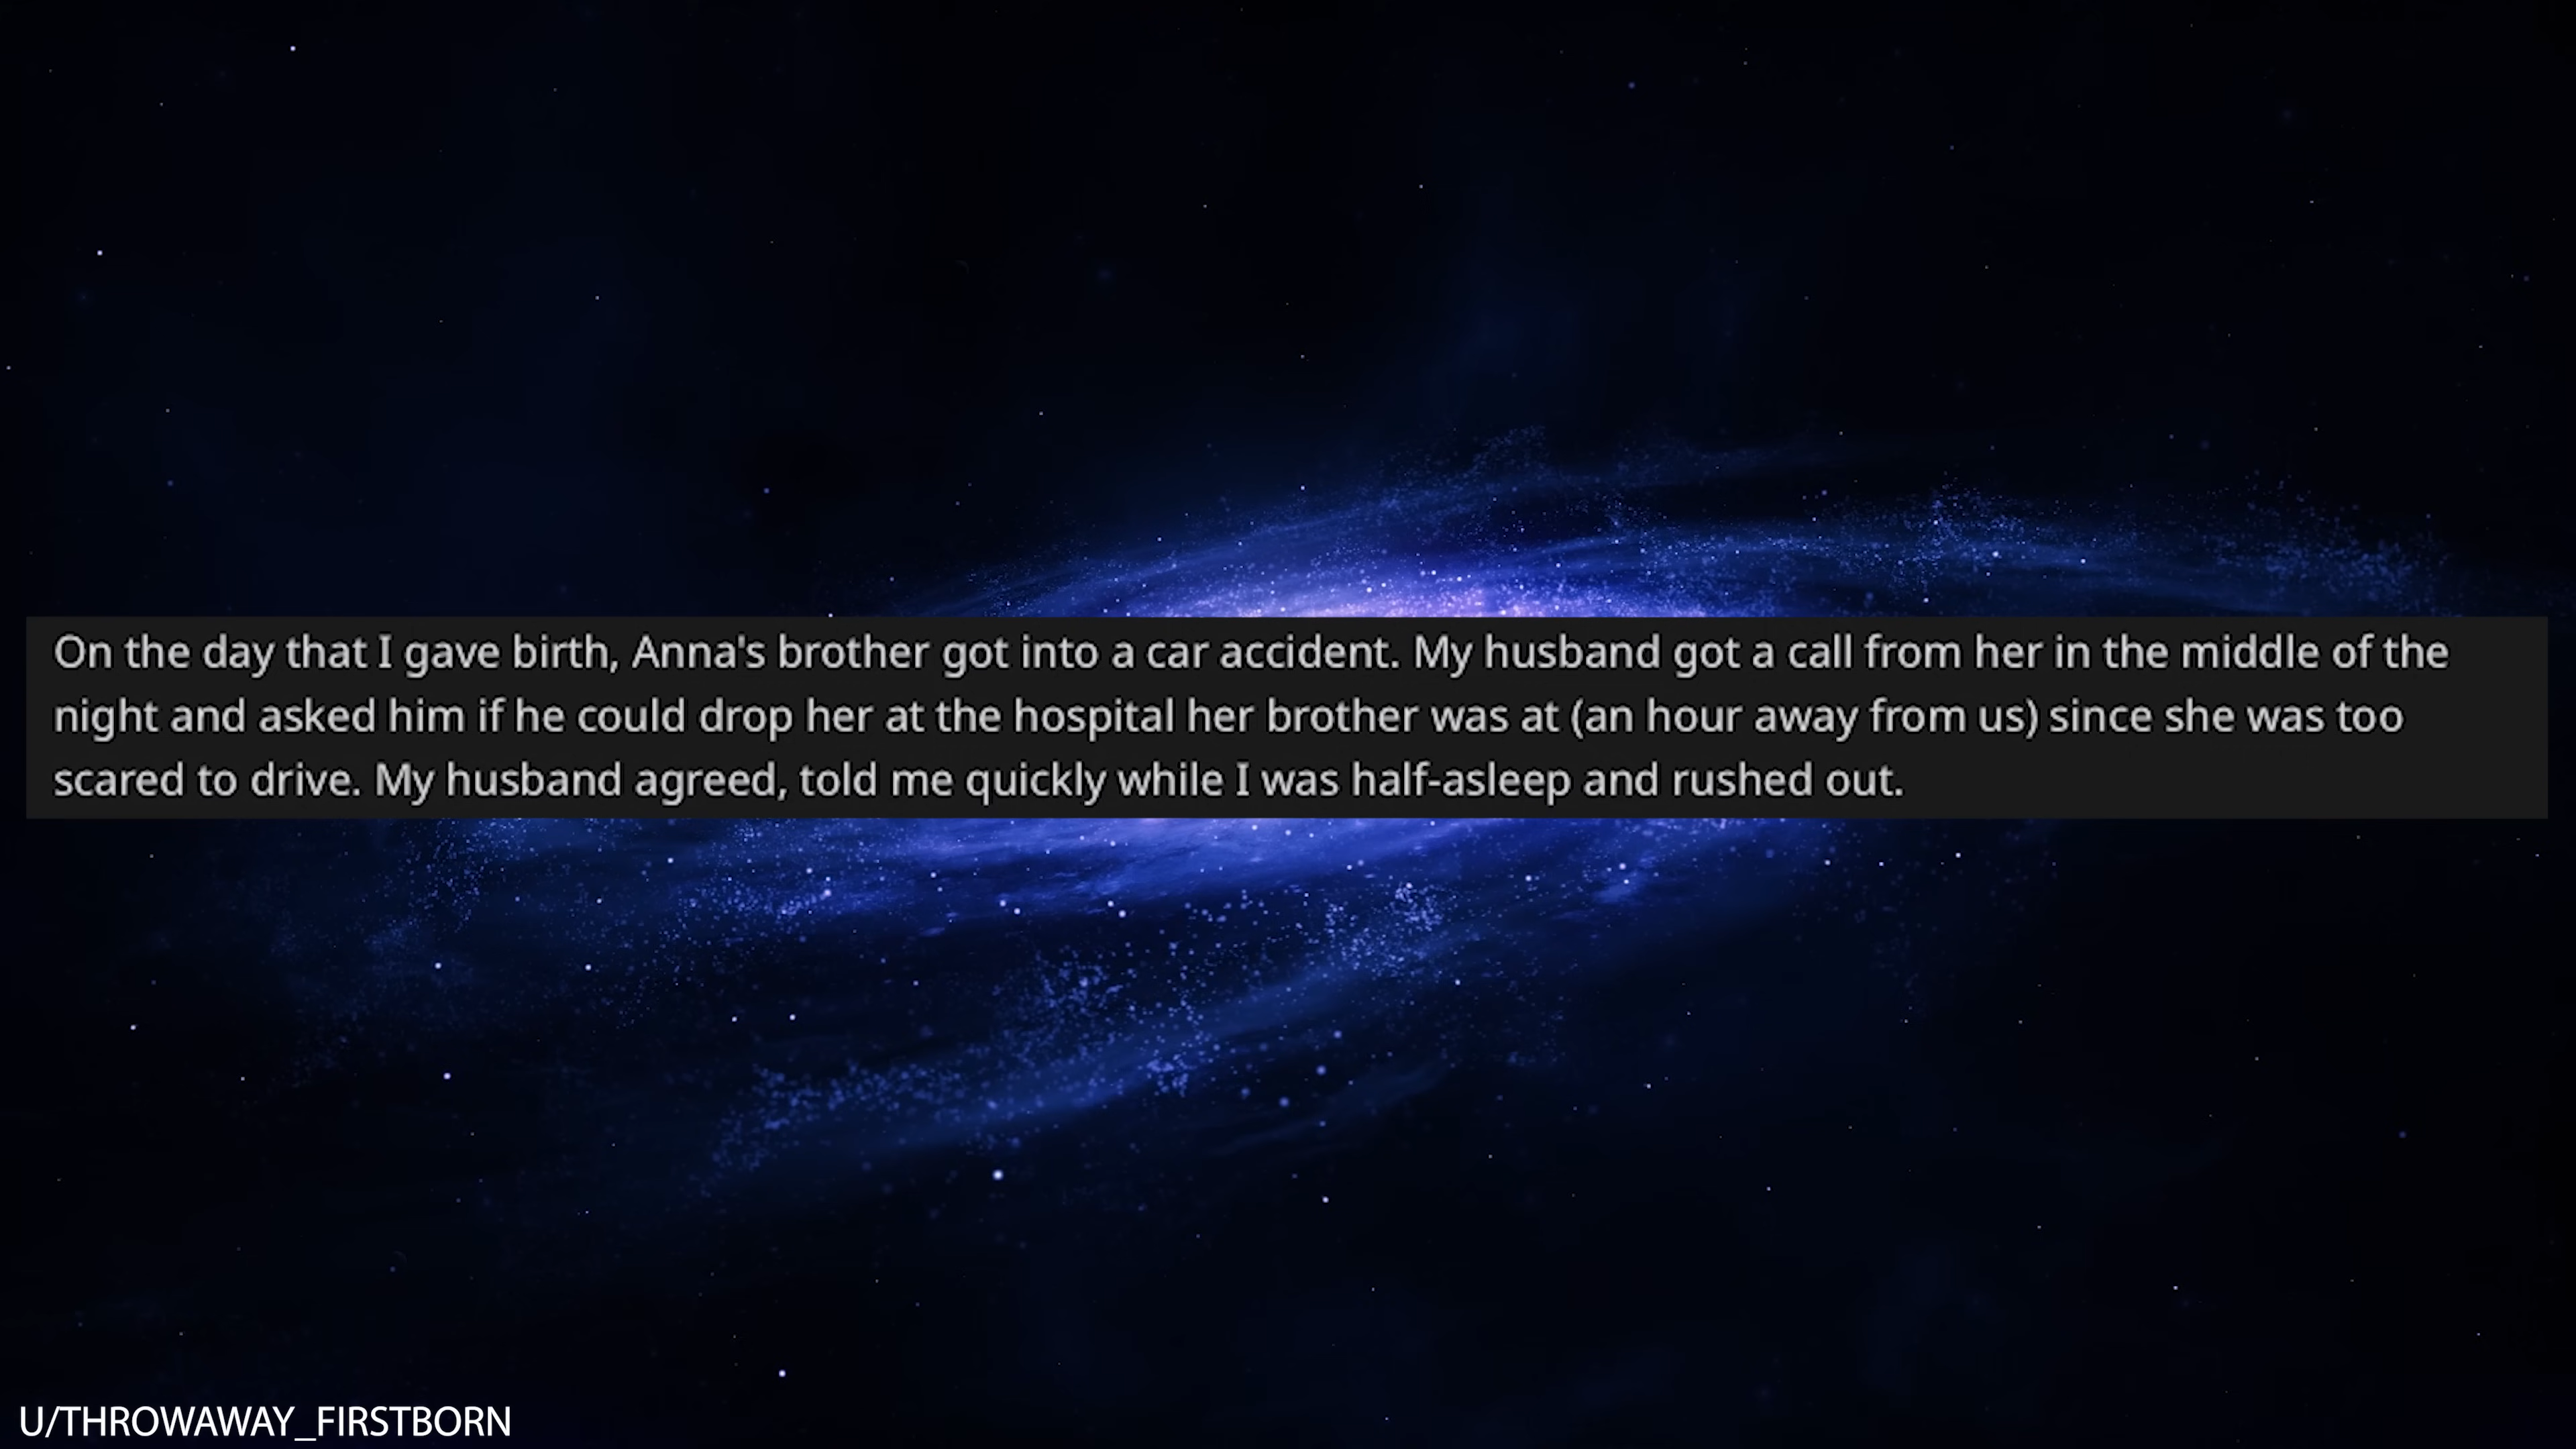 On the day that I gave birth, Anna's brother got into a car accident. My husband got a call from her in the middle of the
night and asked him if he could drop her at the hospital her brother was at (an hour away from us) since she was too
scared to drive. My husband agreed, told me quickly while I was half-asleep and rushed out.
U/THROWAWAY_FIRSTBORN